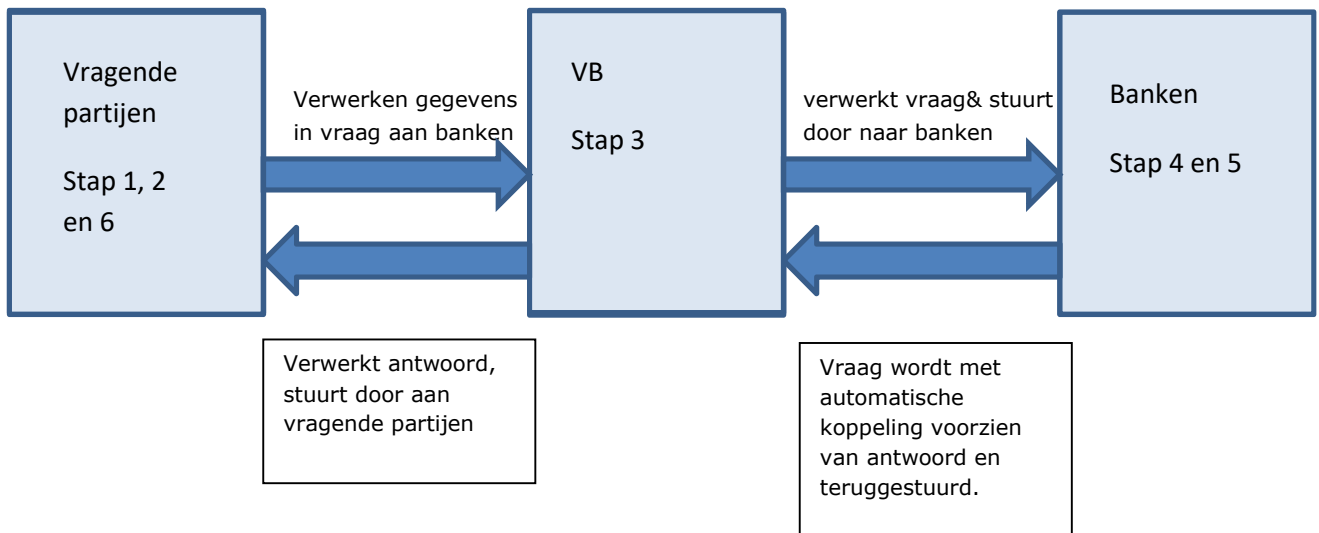 Vragende
partijen
Stap 1, 2
en 6
Verwerken gegevens
in vraag aan banken
VB
Stap 3
verwerkt vraag& stuurt
door naar banken
Banken
Stap 4 en 5
Verwerkt antwoord,
stuurt door aan
vragende partijen
Vraag wordt met
automatische
koppeling voorzien
van antwoord en
teruggestuurd.